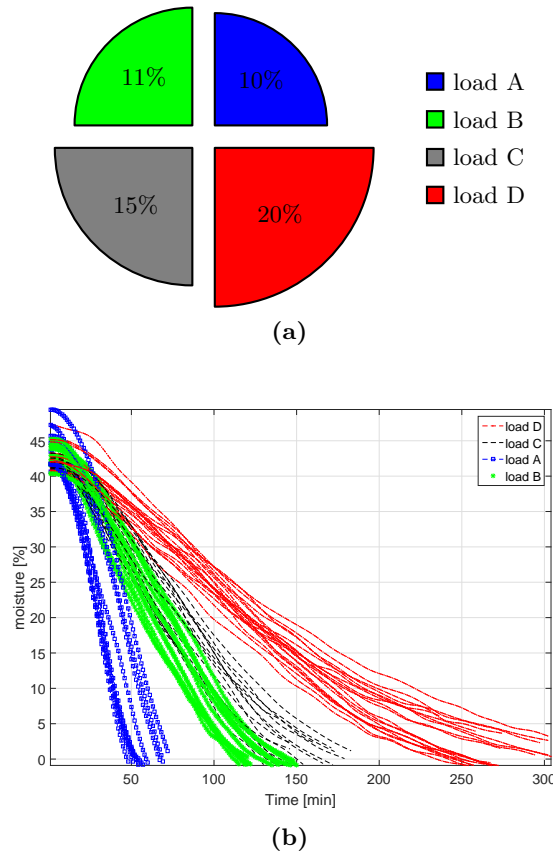 11%
10%
15%
20%
load A
load B
load C
load D
(a)
45
40
35
30
25
20
15
10
5
0
moisture [%]
50
100
150
200
250
300
Time [min]
load D
load C
load A
load B
(b)